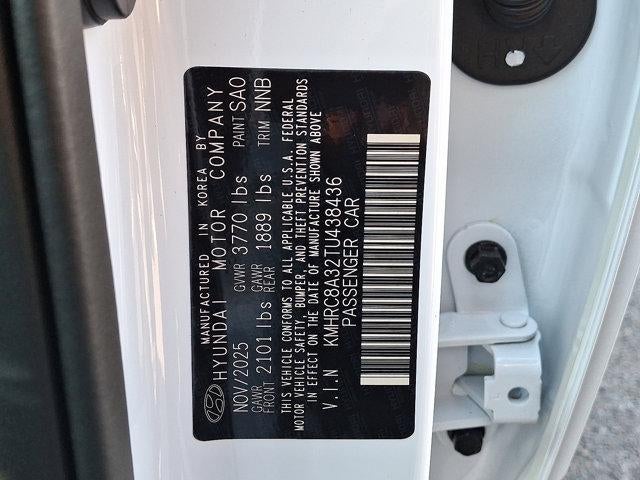 MANUFACTURED IN KOREA BY
HYUNDAI MOTOR COMPANY
NOV/2025 GVWR 3770 lbs PAINT SAO
GAWR FRONT 2101 lbs GAWR REAR 1889 lbs TRIM NNB
THIS VEHICLE CONFORMS TO ALL APPLICABLE U.S.A. FEDERAL
MOTOR VEHICLE SAFETY, BUMPER, AND THEFT PREVENTION STANDARDS
IN EFFECT ON THE DATE OF MANUFACTURE SHOWN ABOVE
V.I.N KMHRC8A32TU438436
PASSENGER CAR